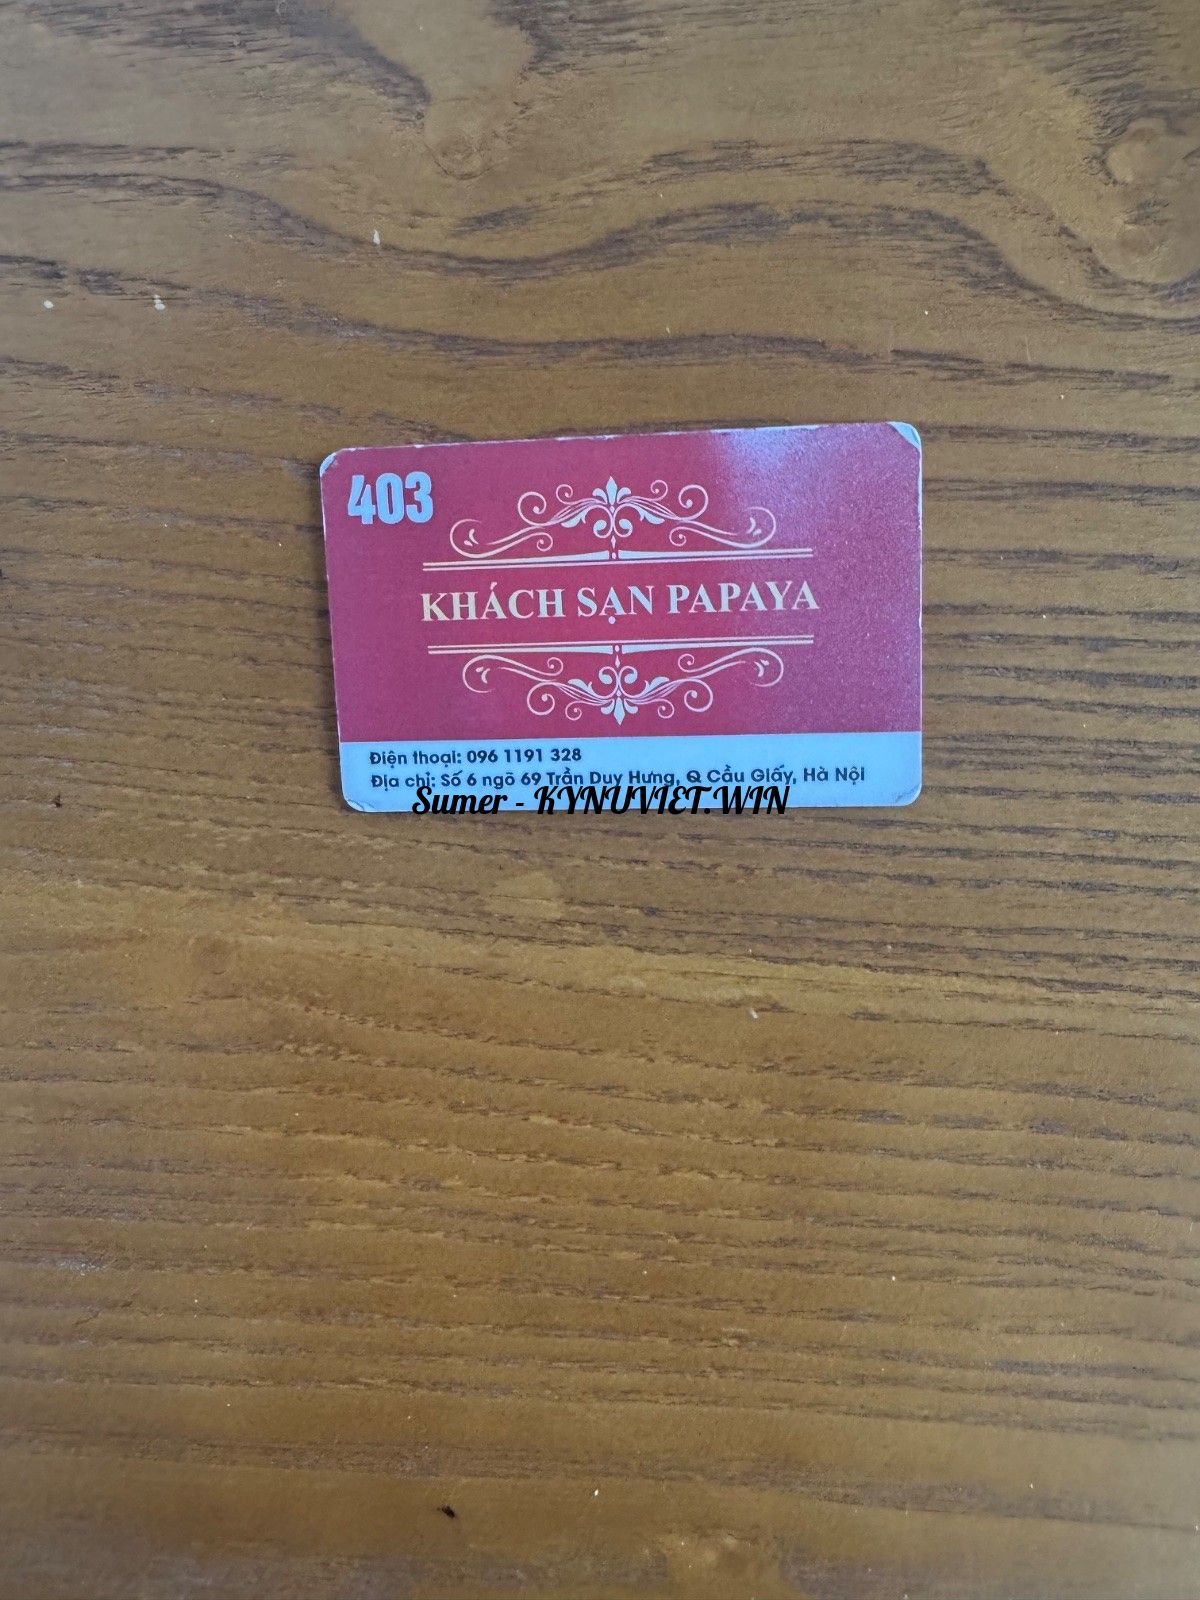 403
KHÁCH SẠN PAPAYA
Điện thoại: 096 1191 328
Địa chỉ: Số 6 ngõ 69 Trần Duy Hưng, Q Cầu Giấy, Hà Nội
Sumer - KYNUVIET.WIN